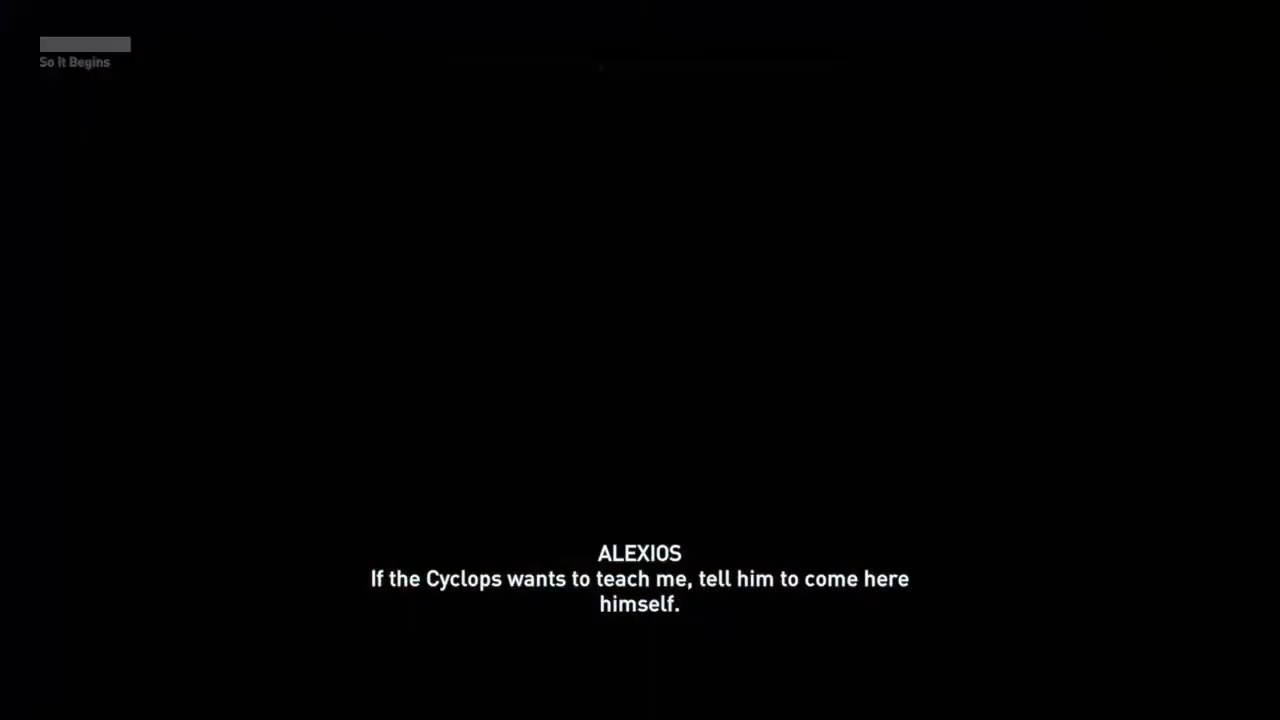 So It Begins
ALEXIOS
If the Cyclops wants to teach me, tell him to come here
himself.